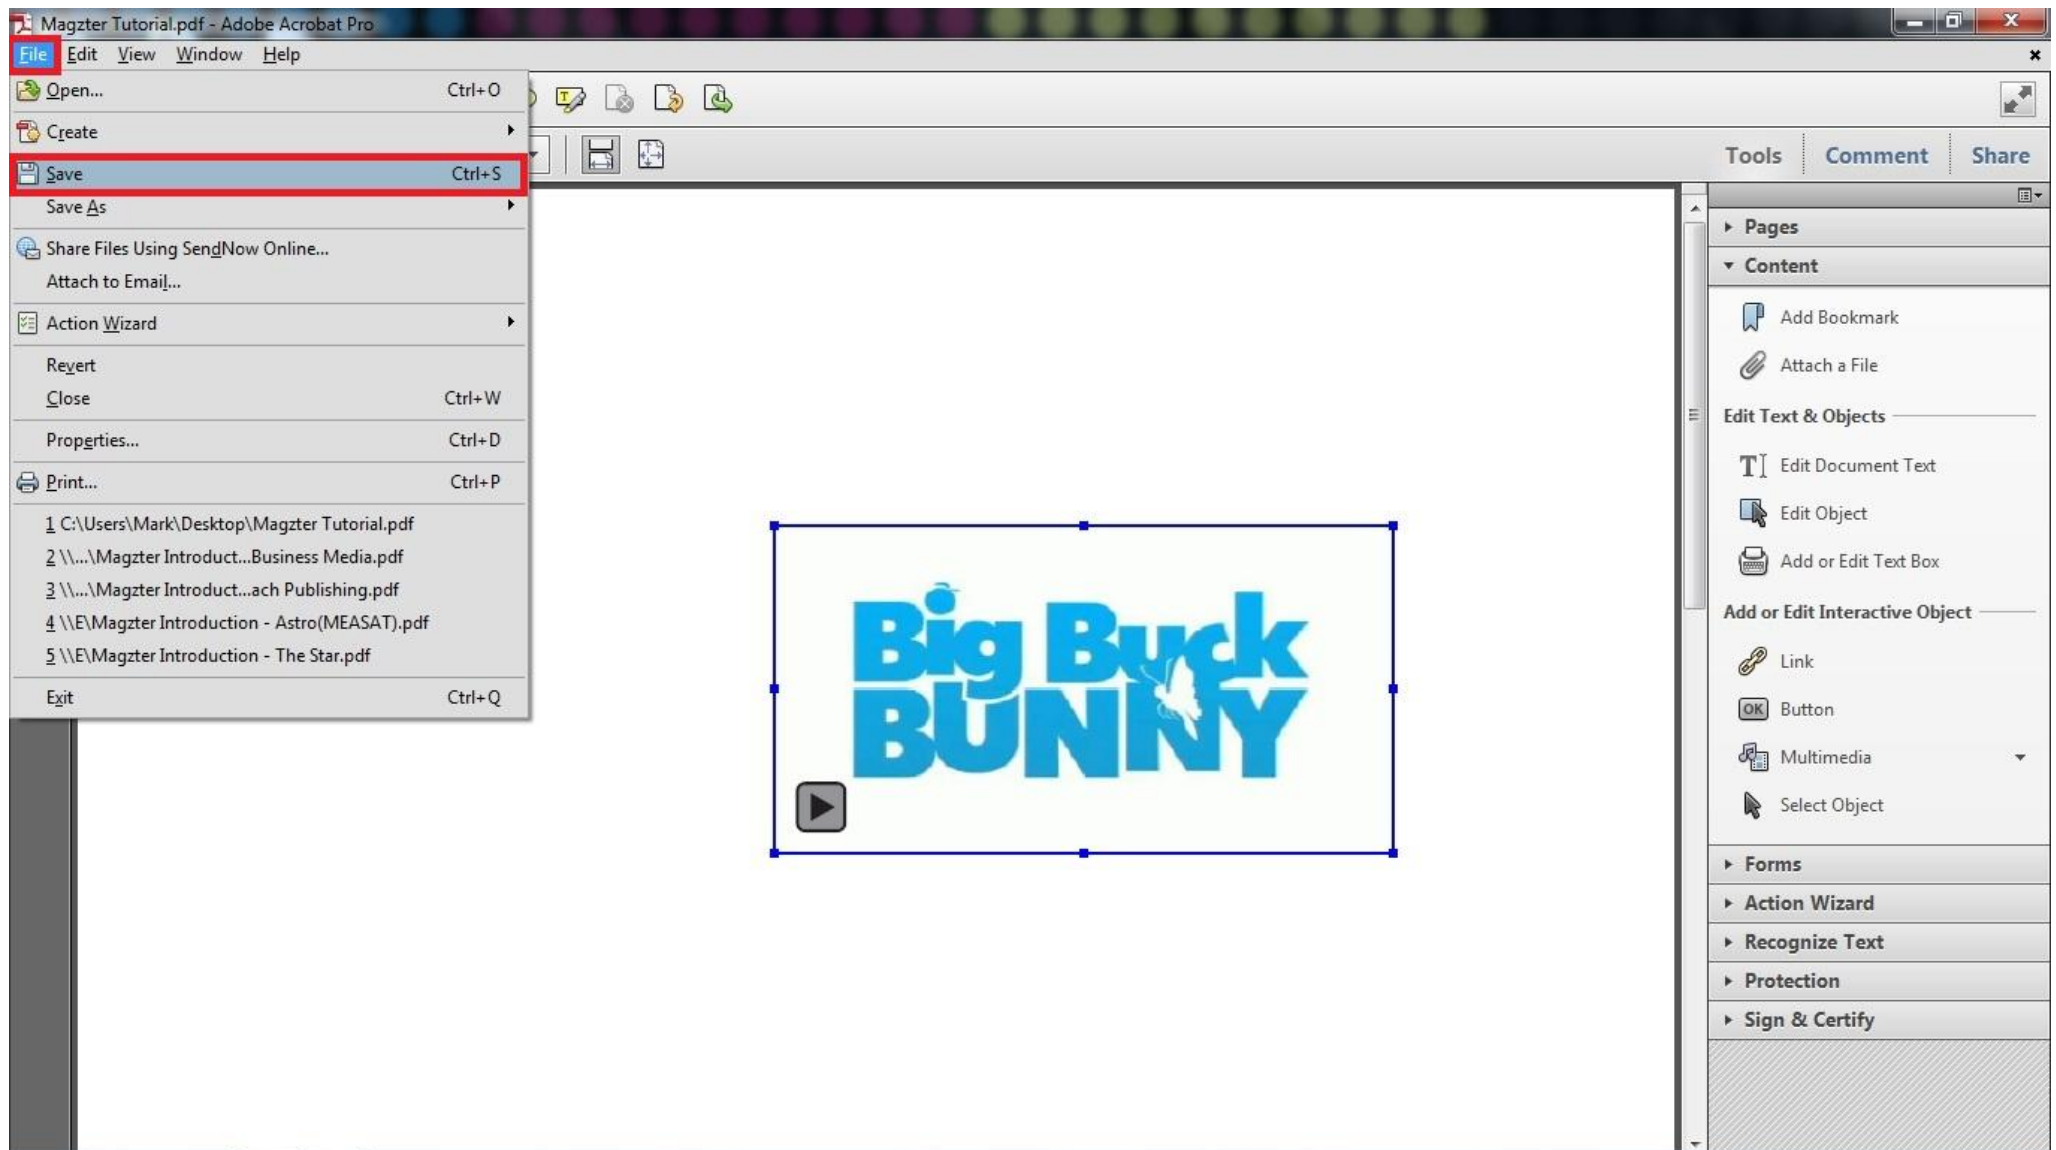 Magzter Tutorial.pdf - Adobe Acrobat Pro
File Edit View Window Help
Open... Ctrl+O
Create
Save Ctrl+S
Save As
Share Files Using SendNow Online...
Attach to Email...
Action Wizard
Revert
Close Ctrl+W
Properties... Ctrl+D
Print... Ctrl+P
1 C:\Users\Mark\Desktop\Magzter Tutorial.pdf
2 \\...\Magzter Introduct...Business Media.pdf
3 \\...\Magzter Introduct...ach Publishing.pdf
4 \\E\Magzter Introduction - Astro(MEASAT).pdf
5 \\E\Magzter Introduction - The Star.pdf
Exit Ctrl+Q
Big Buck
BUNNY
Tools Comment Share
Pages
Content
Add Bookmark
Attach a File
Edit Text & Objects
T Edit Document Text
Edit Object
Add or Edit Text Box
Add or Edit Interactive Object
Link
OK Button
Multimedia
Select Object
Forms
Action Wizard
Recognize Text
Protection
Sign & Certify